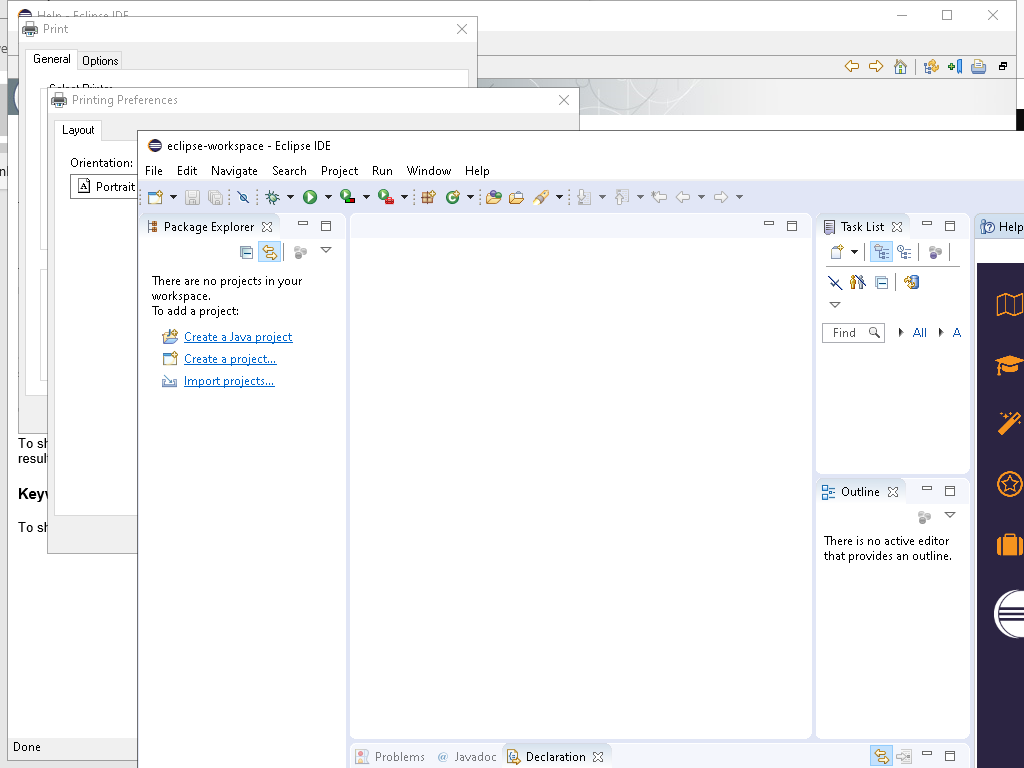 Help - Eclipse IDE
Print
General
Options
Select Printer
Printing Preferences
Layout
Orientation:
Portrait
To sh
resul
Keyw
To sh
Done
eclipse-workspace - Eclipse IDE
File Edit Navigate Search Project Run Window Help
Package Explorer
There are no projects in your
workspace.
To add a project:
Create a Java project
Create a project...
Import projects...
Task List
Find
All
A
Outline
There is no active editor
that provides an outline.
Help
Problems
@ Javadoc
Declaration